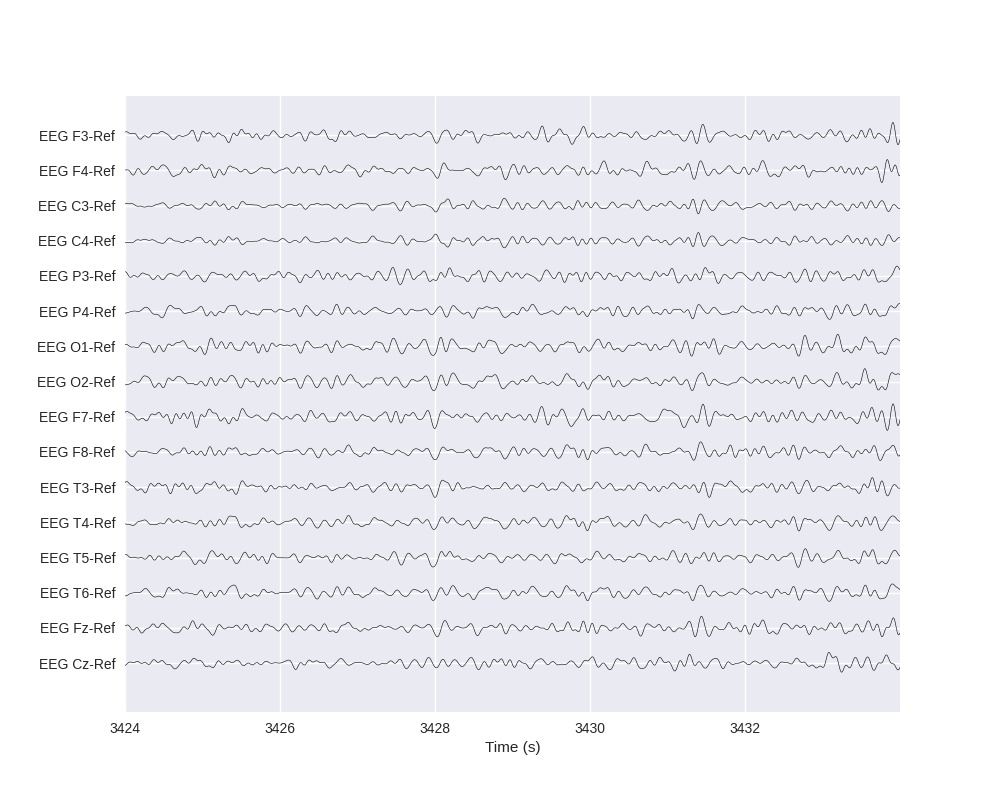 EEG F3-Ref
EEG F4-Ref
EEG C3-Ref
EEG C4-Ref
EEG P3-Ref
EEG P4-Ref
EEG O1-Ref
EEG O2-Ref
EEG F7-Ref
EEG F8-Ref
EEG T3-Ref
EEG T4-Ref
EEG T5-Ref
EEG T6-Ref
EEG Fz-Ref
EEG Cz-Ref
3424 3426 3428 3430 3432
Time (s)